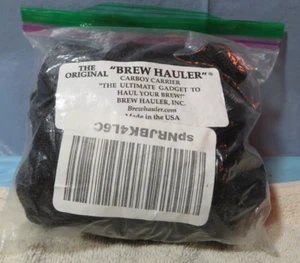 THE ORIGINAL "BREW HAULER"®
CARBOY CARRIER
"THE ULTIMATE GADGET TO
HAUL YOUR BREW!"
BREW HAULER, INC.
Brewhauler.com
Made in the USA
spNRJBK4L6C